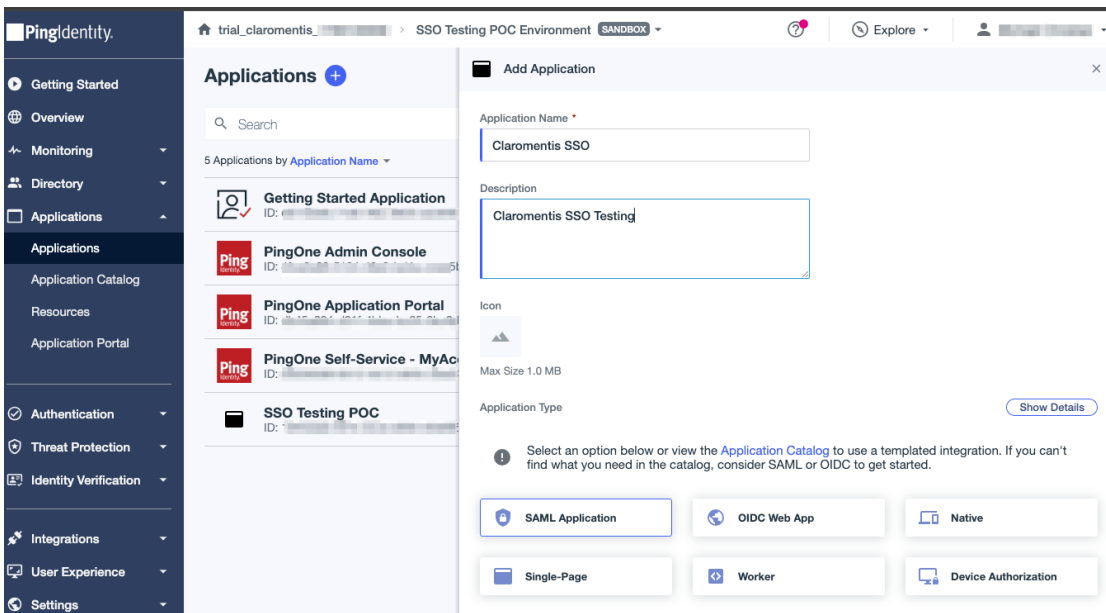 PingIdentity.
trial_claromentis_ > SSO Testing POC Environment SANDBOX
Explore
Getting Started
Overview
Monitoring
Directory
Applications
Applications
Application Catalog
Resources
Application Portal
Authentication
Threat Protection
Identity Verification
Integrations
User Experience
Settings
Applications
Search
5 Applications by Application Name
Getting Started Application
ID:
Ping
Identity.
PingOne Admin Console
ID:
Ping
Identity.
PingOne Application Portal
ID:
Ping
Identity.
PingOne Self-Service - MyAc
ID:
SSO Testing POC
ID:
Add Application
Application Name *
Claromentis SSO
Description
Claromentis SSO Testing
Icon
Max Size 1.0 MB
Application Type
Show Details
Select an option below or view the Application Catalog to use a templated integration. If you can't
find what you need in the catalog, consider SAML or OIDC to get started.
SAML Application
OIDC Web App
Native
Single-Page
Worker
Device Authorization